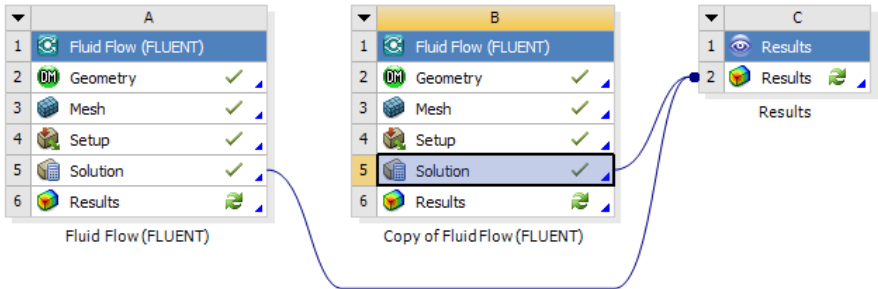 A
1 Fluid Flow (FLUENT)
2 DM Geometry
3 Mesh
4 Setup
5 Solution
6 Results
Fluid Flow (FLUENT)
B
1 Fluid Flow (FLUENT)
2 DM Geometry
3 Mesh
4 Setup
5 Solution
6 Results
Copy of Fluid Flow (FLUENT)
C
1 Results
2 Results
Results